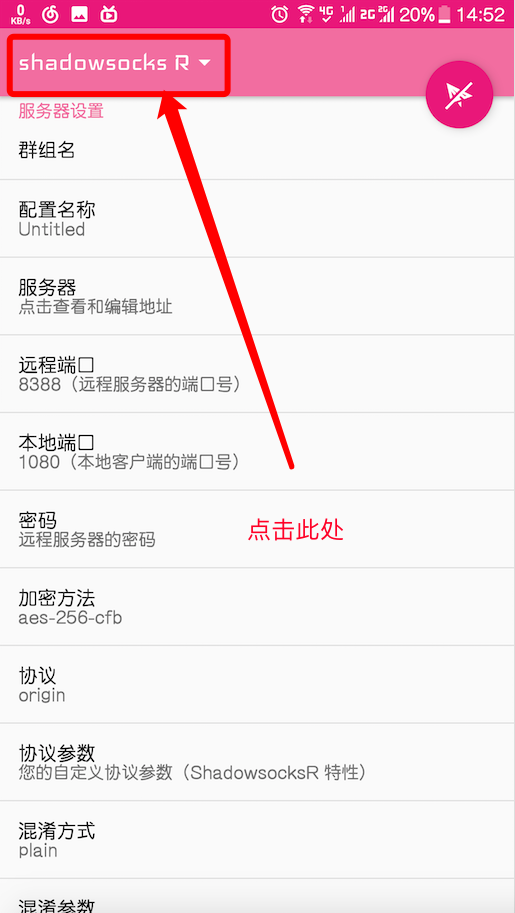 0
KB/s
4G
1
2G
2G
20%
14:52
shadowsocks R
服务器设置
群组名
配置名称
Untitled
服务器
点击查看和编辑地址
远程端口
8388（远程服务器的端口号）
本地端口
1080（本地客户端的端口号）
密码
远程服务器的密码
点击此处
加密方法
aes-256-cfb
协议
origin
协议参数
您的自定义协议参数（ShadowsocksR 特性）
混淆方式
plain
混淆参数